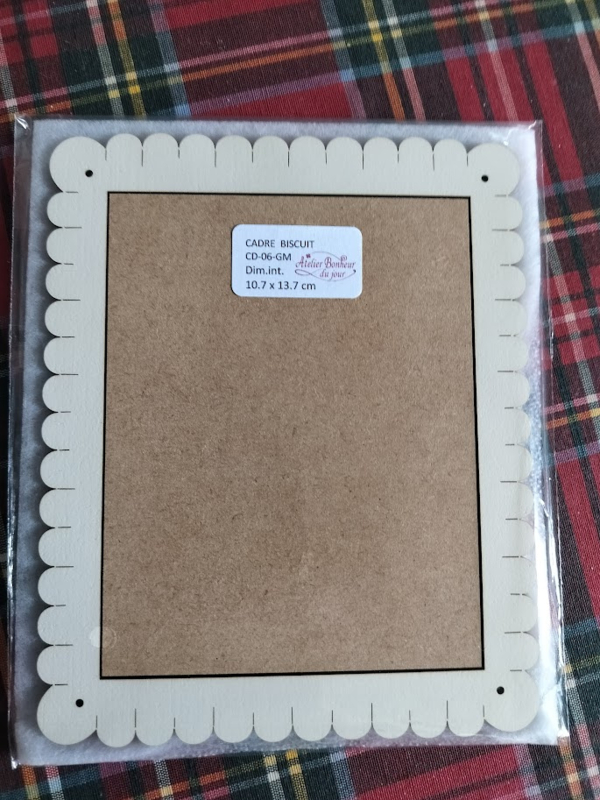 CADRE BISCUIT
CD-06-GM
Atelier Bonheur
du jour
Dim.int.
10.7 x 13.7 cm